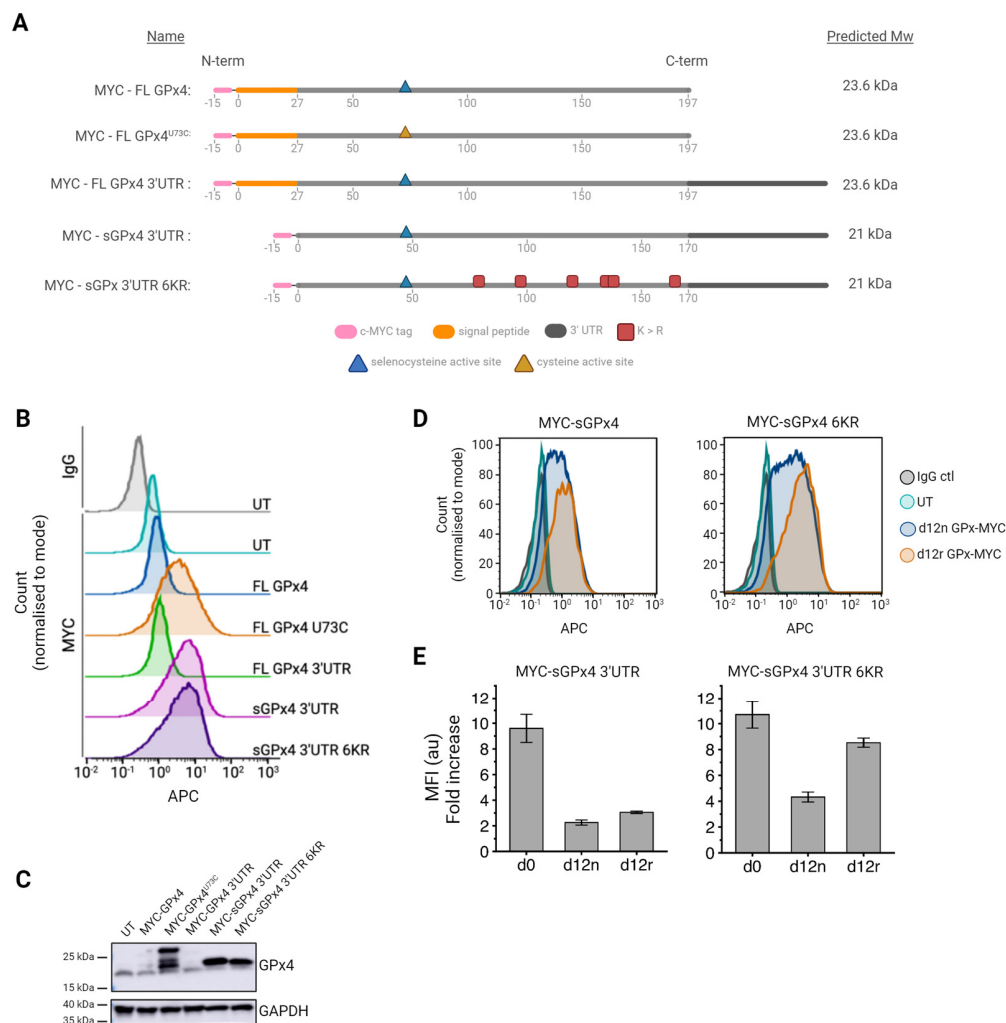 A
Name
Predicted Mw
N-term
C-term
MYC - FL GPx4:
23.6 kDa
-15 0 27 50 100 150 197
MYC - FL GPx4U73C:
23.6 kDa
-15 0 27 50 100 150 197
MYC - FL GPx4 3'UTR :
23.6 kDa
-15 0 27 50 100 150 197
MYC - sGPx4 3'UTR :
21 kDa
-15 0 50 100 150 170
MYC - sGPx 3'UTR 6KR:
21 kDa
-15 0 50 100 150 170
c-MYC tag signal peptide 3' UTR K > R
selenocysteine active site cysteine active site
B
Count
(normalised to mode)
IgG
MYC
UT
UT
FL GPx4
FL GPx4 U73C
FL GPx4 3'UTR
sGPx4 3'UTR
sGPx4 3'UTR 6KR
10-2 10-1 100 101 102 103
APC
C
UT
MYC-GPx4
MYC-GPx4U73C
MYC-GPx4 3'UTR
MYC-sGPx4 3'UTR
MYC-sGPx4 3'UTR 6KR
25 kDa
15 kDa
GPx4
40 kDa
35 kDa
GAPDH
D
MYC-sGPx4
Count
(normalised to mode)
100
80
60
40
20
0
10-2 10-1 100 101 102 103
APC
MYC-sGPx4 6KR
100
80
60
40
20
0
10-2 10-1 100 101 102 103
APC
IgG ctl
UT
d12n GPx-MYC
d12r GPx-MYC
E
MYC-sGPx4 3'UTR
MFI (au)
Fold increase
12
10
8
6
4
2
0
d0 d12n d12r
MYC-sGPx4 3'UTR 6KR
12
10
8
6
4
2
0
d0 d12n d12r